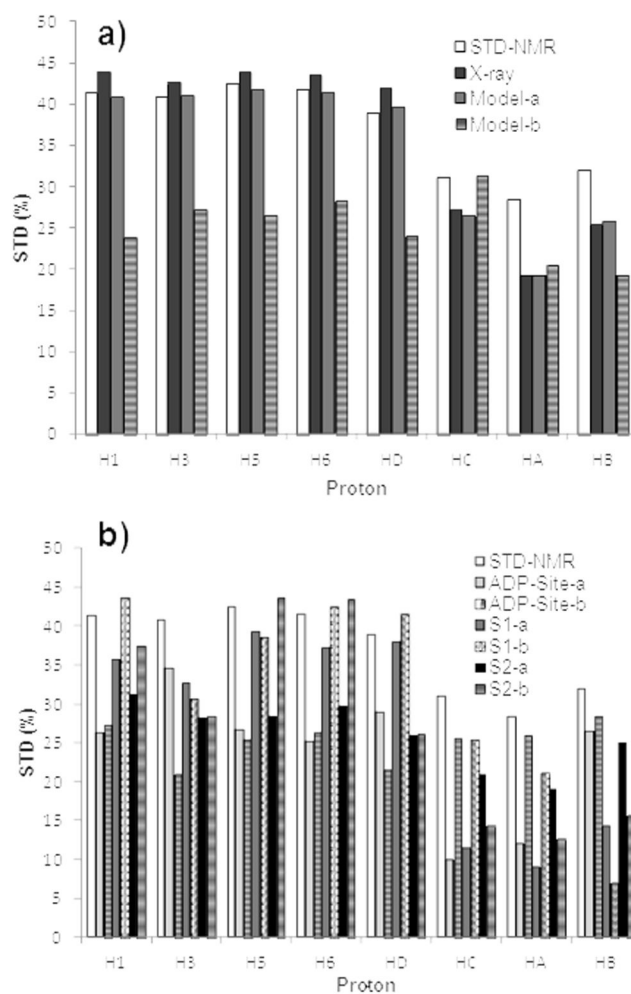 a)
STD-NMR
X-ray
Model-a
Model-b
50
45
40
35
30
25
20
15
10
5
0
STD (%)
H1 H3 H5 H6 HD HC HA HB
Proton
b)
STD-NMR
ADP-Site-a
ADP-Site-b
S1-a
S1-b
S2-a
S2-b
50
45
40
35
30
25
20
15
10
5
0
STD (%)
H1 H3 H5 H6 HD HC HA HB
Proton